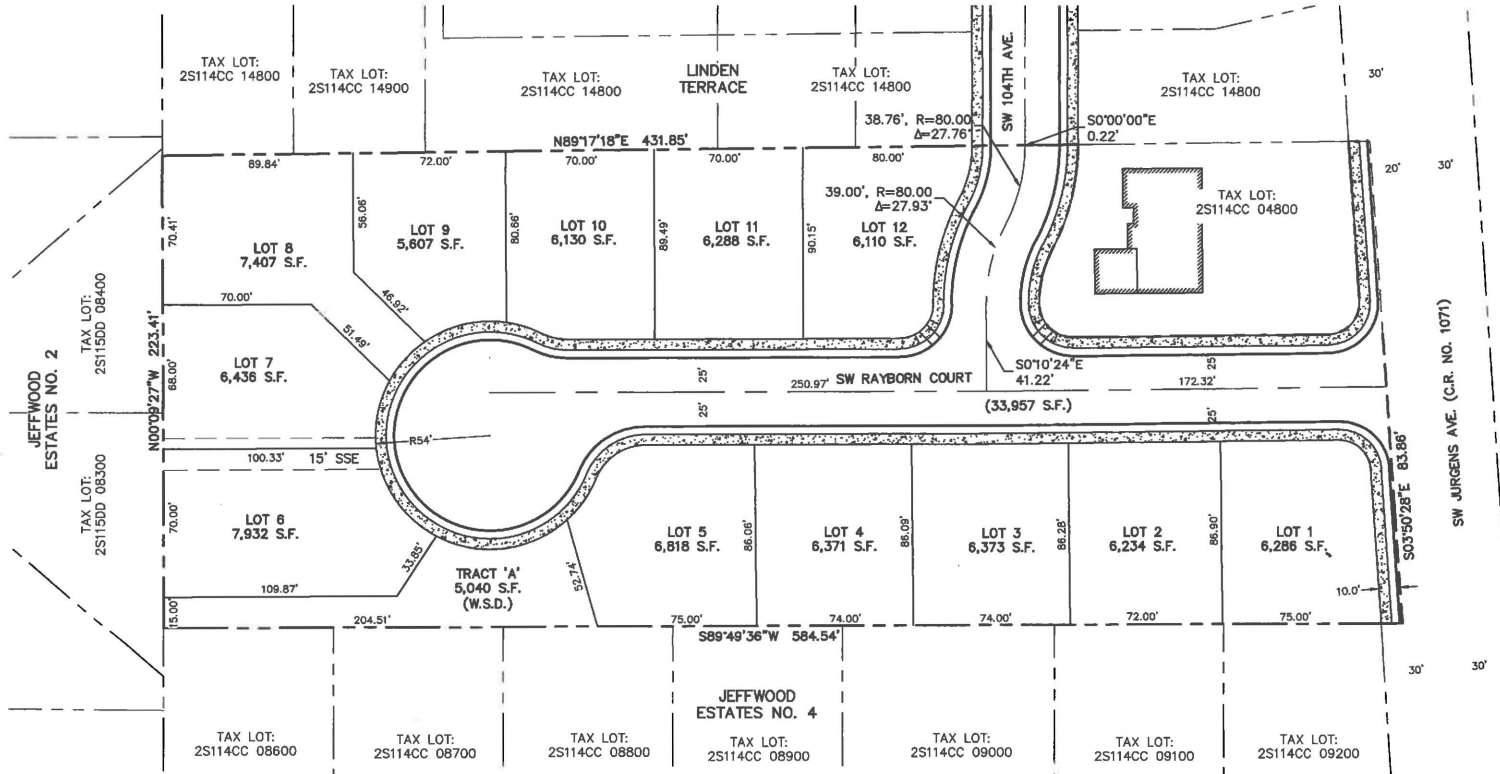 TAX LOT:
2S114CC 14800
TAX LOT:
2S114CC 14900
TAX LOT:
2S114CC 14800
LINDEN
TERRACE
TAX LOT:
2S114CC 14800
SW 104TH AVE.
TAX LOT:
2S114CC 14800
30'
38.76', R=80.00
Δ=27.76°
S0°00'00"E
0.22'
N89°17'18"E 431.85'
89.84'
72.00'
70.00'
70.00'
80.00'
20'
30'
39.00', R=80.00
Δ=27.93°
TAX LOT:
2S114CC 04800
70.41'
LOT 8
7,407 S.F.
56.06'
LOT 9
5,607 S.F.
80.66'
LOT 10
6,130 S.F.
89.49'
LOT 11
6,288 S.F.
90.15'
LOT 12
6,110 S.F.
70.00'
46.92'
51.49'
JEFFWOOD
ESTATES NO. 2
TAX LOT:
2S115DD 08400
N00°09'27"W 223.41'
68.00'
LOT 7
6,436 S.F.
SW JURGENS AVE. (C.R. NO. 1071)
S0°10'24"E
41.22'
25'
250.97'
SW RAYBORN COURT
172.32'
25'
(33,957 S.F.)
25'
25'
R54'
100.33'
15' SSE
TAX LOT:
2S115DD 08300
70.00'
LOT 6
7,932 S.F.
33.85'
109.87'
15.00'
TRACT 'A'
5,040 S.F.
(W.S.D.)
52.74'
LOT 5
6,818 S.F.
86.06'
LOT 4
6,371 S.F.
86.09'
LOT 3
6,373 S.F.
86.28'
LOT 2
6,234 S.F.
86.90'
LOT 1
6,286 S.F.
S03°50'28"E 83.86'
10.0'
204.51'
75.00'
74.00'
74.00'
72.00'
75.00'
S89°49'36"W 584.54'
30'
30'
JEFFWOOD
ESTATES NO. 4
TAX LOT:
2S114CC 08600
TAX LOT:
2S114CC 08700
TAX LOT:
2S114CC 08800
TAX LOT:
2S114CC 08900
TAX LOT:
2S114CC 09000
TAX LOT:
2S114CC 09100
TAX LOT:
2S114CC 09200